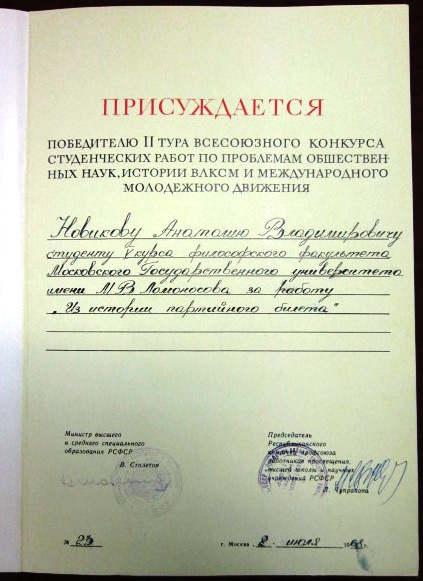 ПРИСУЖДАЕТСЯ
ПОБЕДИТЕЛЮ II ТУРА ВСЕСОЮЗНОГО КОНКУРСА
СТУДЕНЧЕСКИХ РАБОТ ПО ПРОБЛЕМАМ ОБЩЕСТВЕН-
НЫХ НАУК, ИСТОРИИ ВЛКСМ И МЕЖДУНАРОДНОГО
МОЛОДЕЖНОГО ДВИЖЕНИЯ
Новикову Анатолию Владимировичу
студенту V курса философского факультета
Московского Государственного университета
имени М В Ломоносова за работу
„Из истории партийного билета"
Министр высшего
и среднего специального
образования РСФСР
В. Столетов
Председатель
Республиканского
комитета профсоюза
работников просвещения,
высшей школы и научных
учреждений РСФСР
Л. Чупракова
№ 23
г. Москва 2 июля г.